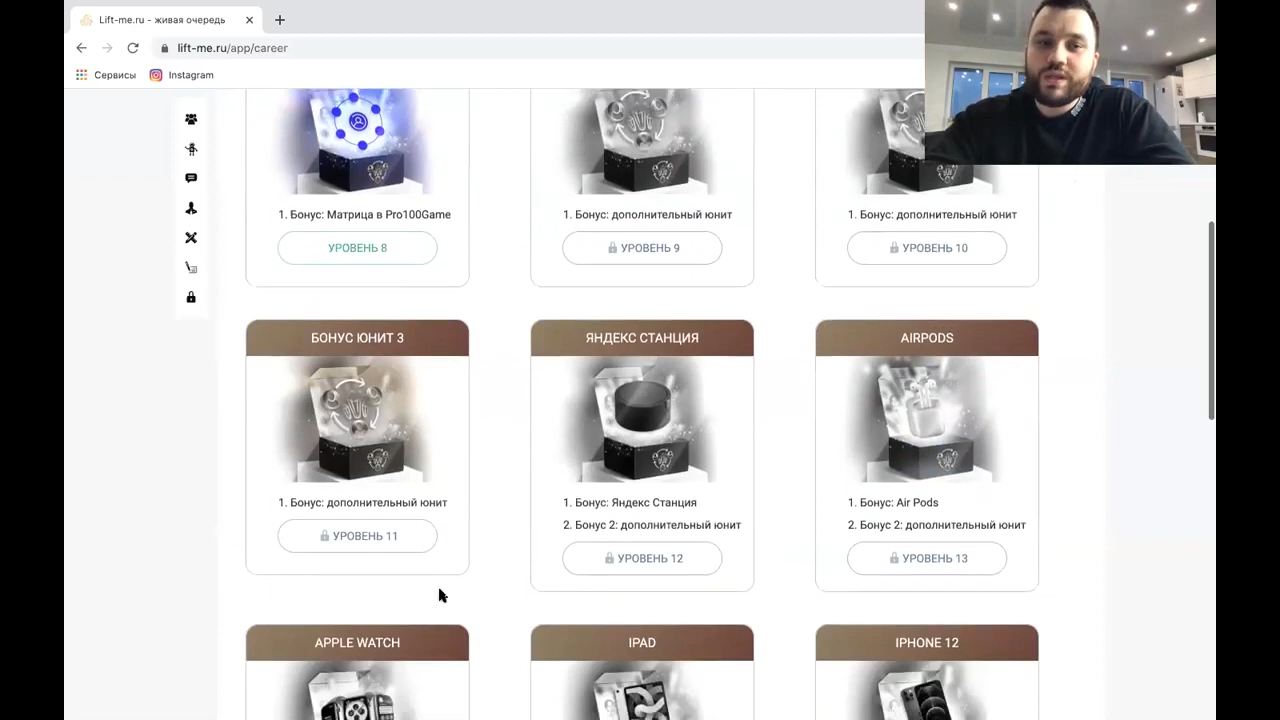 Lift-me.ru - живая очередь
lift-me.ru/app/career
Сервисы
Instagram
1. Бонус: Матрица в Pro100Game
УРОВЕНЬ 8
1. Бонус: дополнительный юнит
УРОВЕНЬ 9
1. Бонус: дополнительный юнит
УРОВЕНЬ 10
БОНУС ЮНИТ 3
1. Бонус: дополнительный юнит
УРОВЕНЬ 11
ЯНДЕКС СТАНЦИЯ
1. Бонус: Яндекс Станция
2. Бонус 2: дополнительный юнит
УРОВЕНЬ 12
AIRPODS
1. Бонус: Air Pods
2. Бонус 2: дополнительный юнит
УРОВЕНЬ 13
APPLE WATCH
IPAD
IPHONE 12